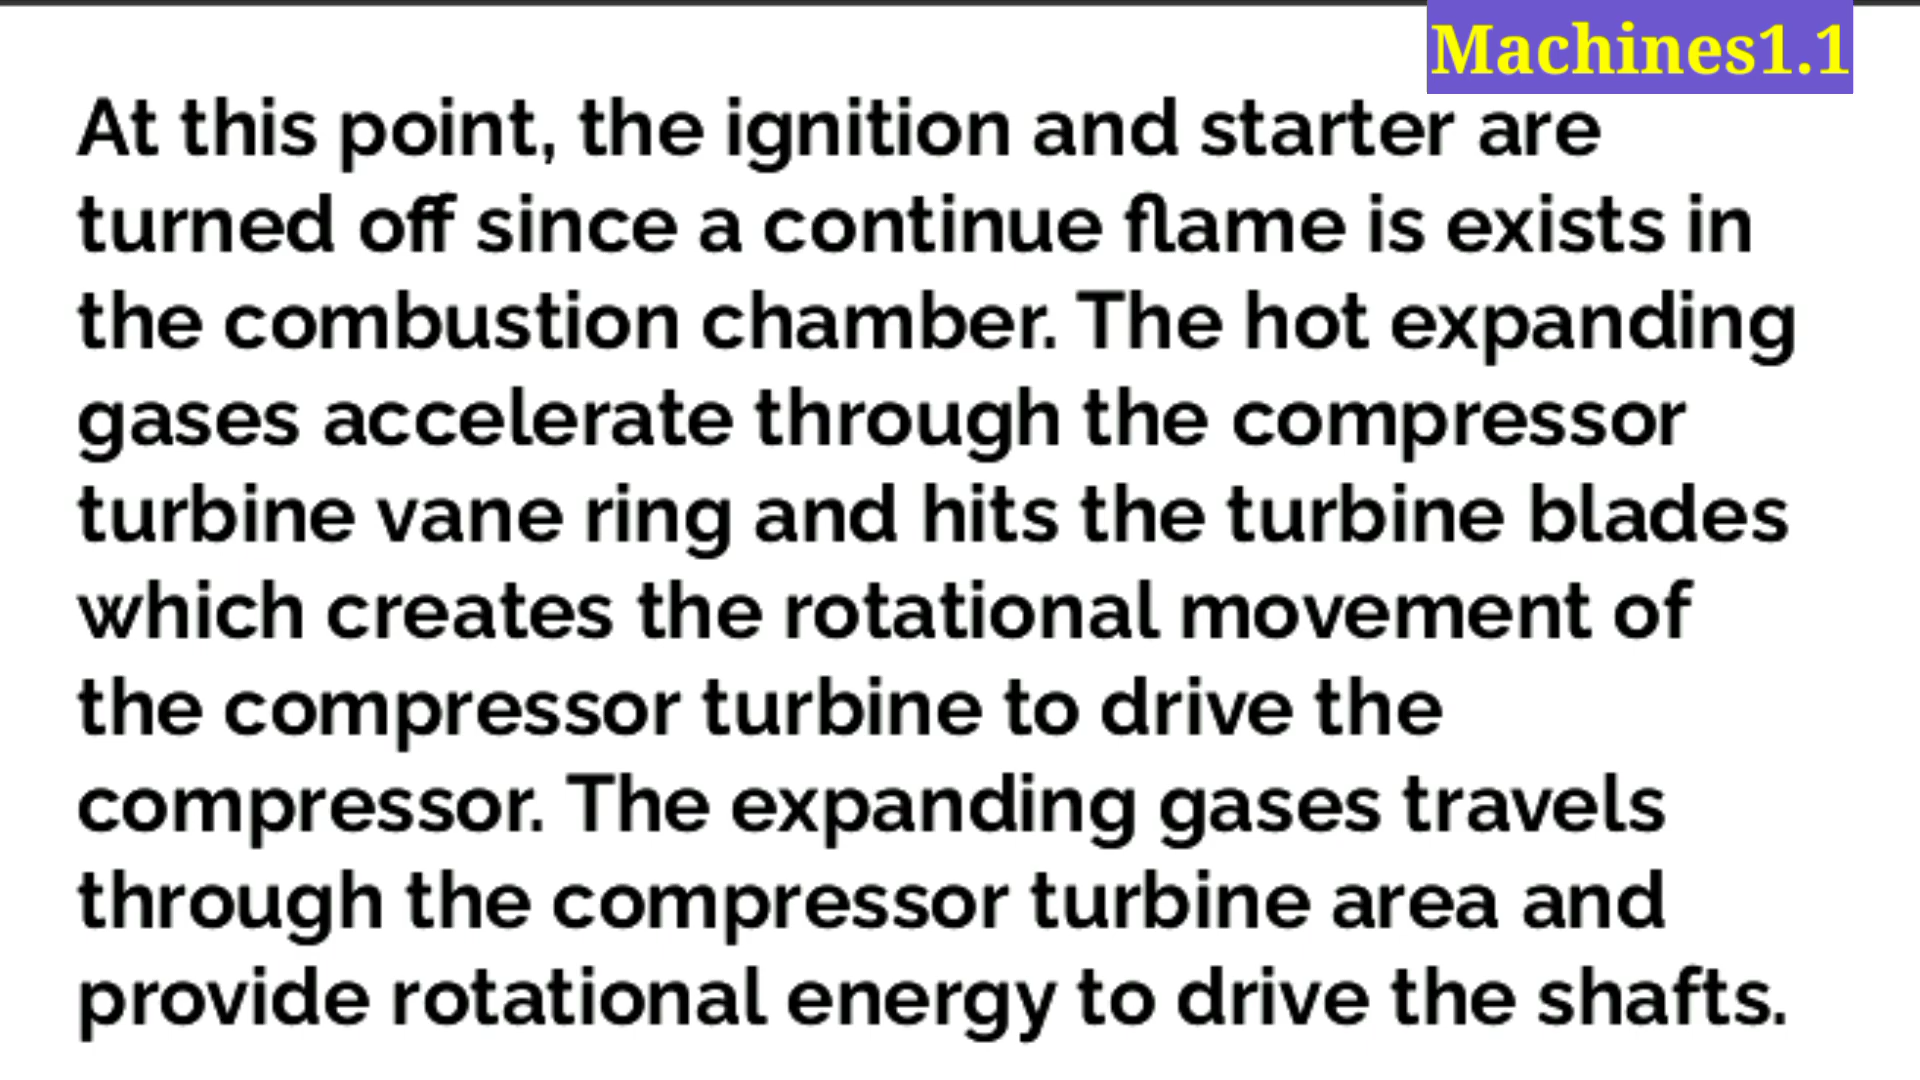 Machines1.1
At this point, the ignition and starter are
turned off since a continue flame is exists in
the combustion chamber. The hot expanding
gases accelerate through the compressor
turbine vane ring and hits the turbine blades
which creates the rotational movement of
the compressor turbine to drive the
compressor. The expanding gases travels
through the compressor turbine area and
provide rotational energy to drive the shafts.